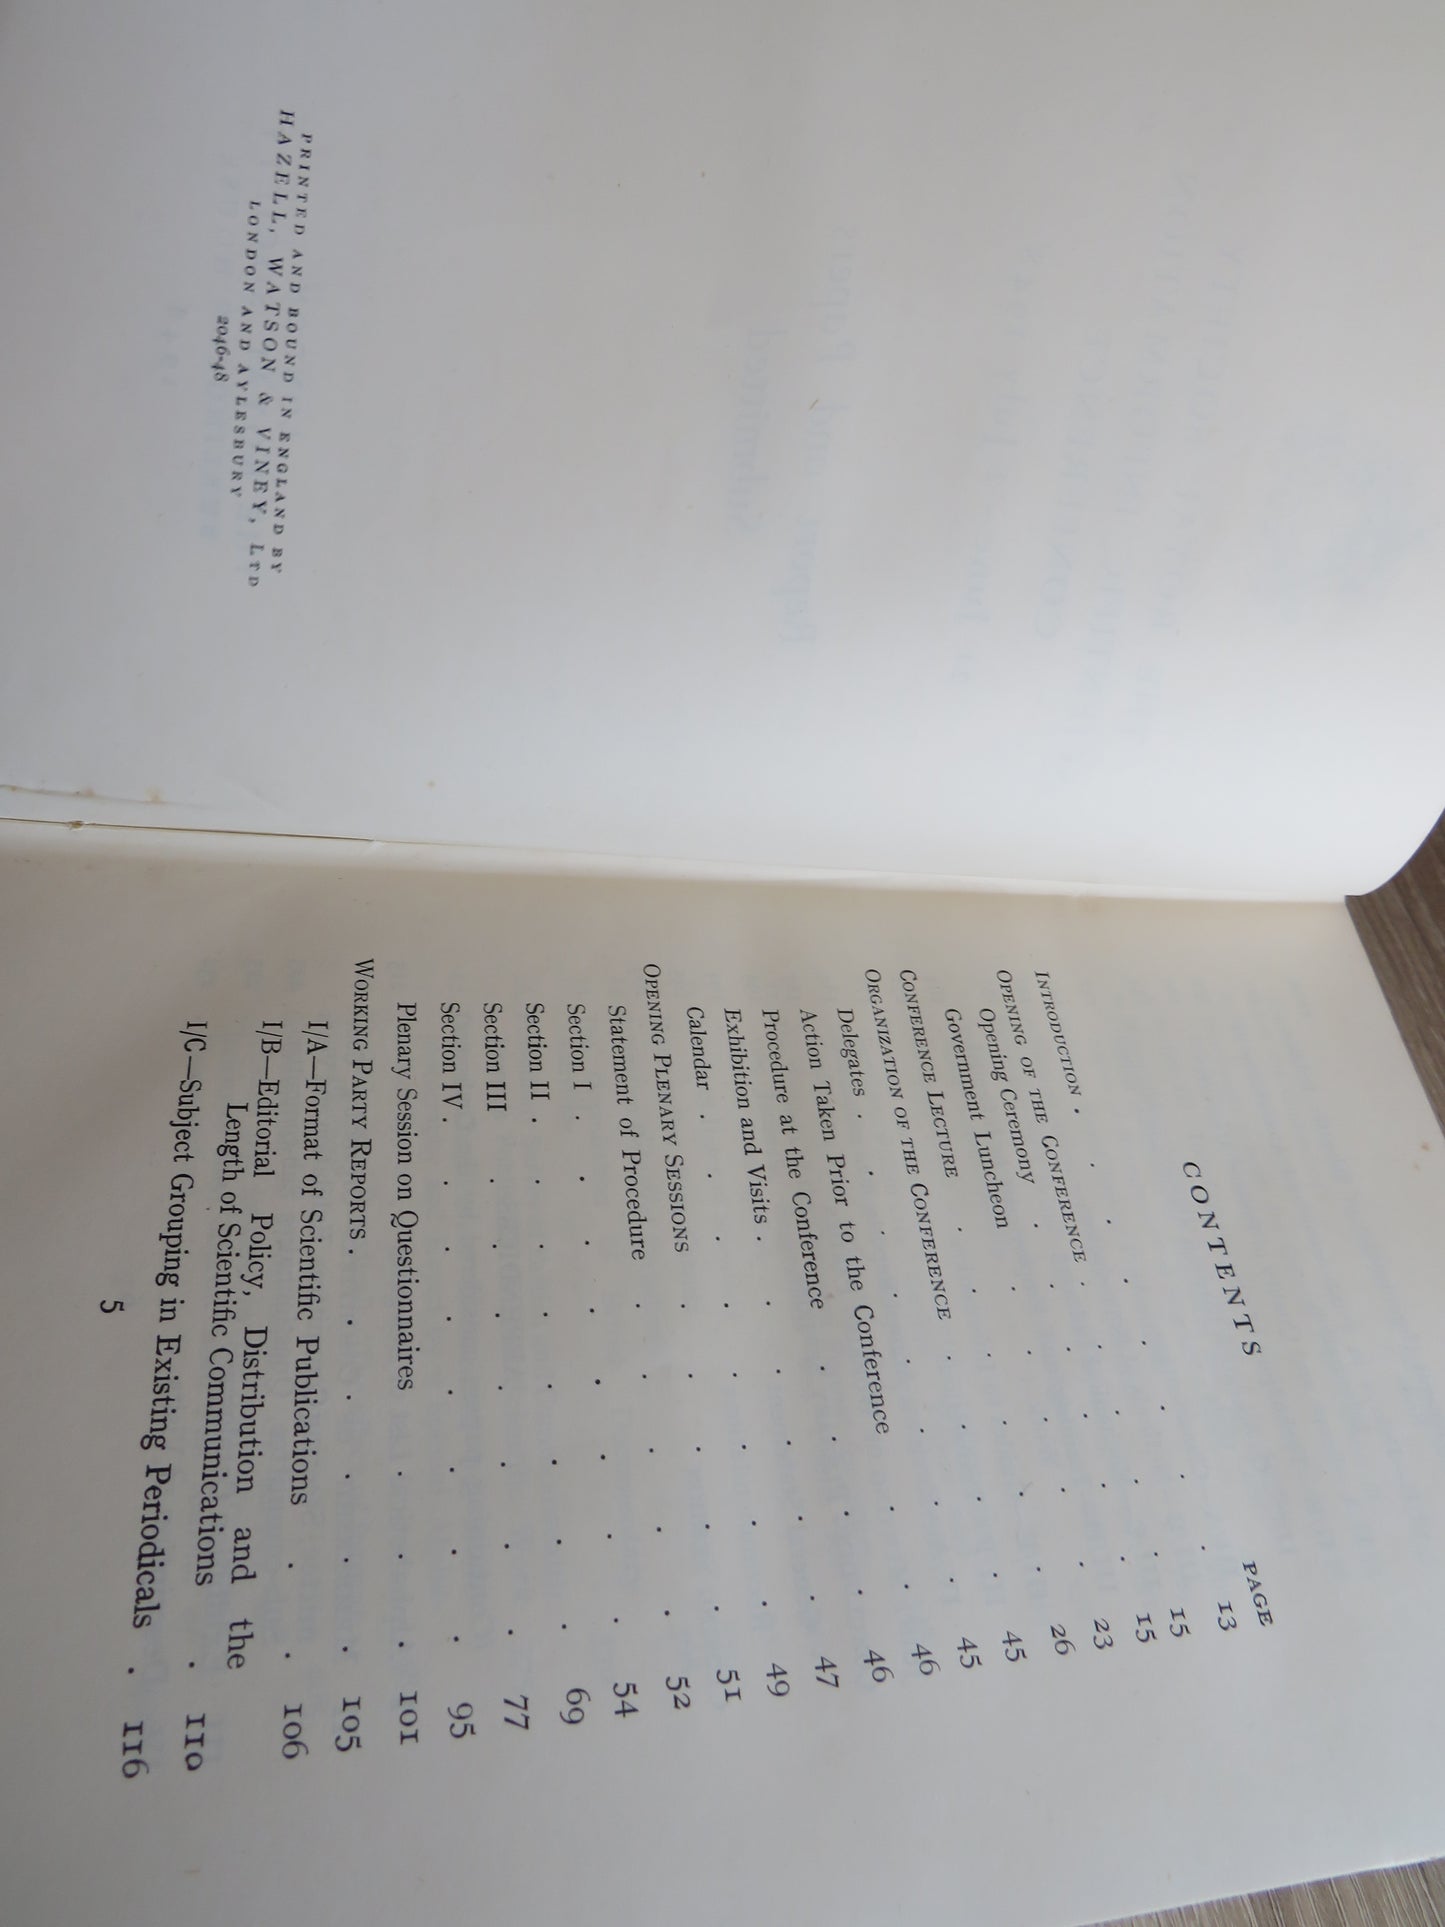 PRINTED AND BOUND IN ENGLAND BY
HAZELL, WATSON & VINEY, LTD
LONDON AND AYLESBURY
2046-48
CONTENTS
PAGE
INTRODUCTION . . . . . . . 13
OPENING OF THE CONFERENCE . . . . . 15
Opening Ceremony . . . . . . 15
Government Luncheon . . . . . . 23
CONFERENCE LECTURE . . . . . . 26
ORGANIZATION OF THE CONFERENCE . . . . 45
Delegates . . . . . . . . 45
Action Taken Prior to the Conference . . . 46
Procedure at the Conference . . . . 46
Exhibition and Visits . . . . . . 47
Calendar . . . . . . . . 49
OPENING PLENARY SESSIONS . . . . . 51
Statement of Procedure . . . . . 52
Section I . . . . . . . . 54
Section II . . . . . . . . 69
Section III . . . . . . . 77
Section IV . . . . . . . . 95
Plenary Session on Questionnaires . . . 101
WORKING PARTY REPORTS . . . . . . 105
I/A—Format of Scientific Publications . . 106
I/B—Editorial Policy, Distribution and the
Length of Scientific Communications . 110
I/C—Subject Grouping in Existing Periodicals . 116
5